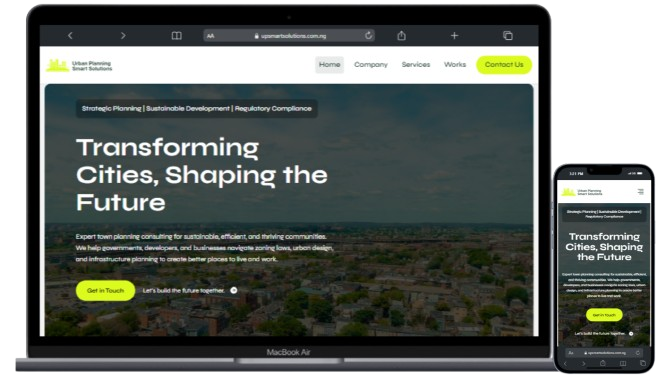 AA
upsmartsolutions.com.ng
Urban Planning
Smart Solutions
Home
Company
Services
Works
Contact Us
Strategic Planning | Sustainable Development | Regulatory Compliance
Transforming
Cities, Shaping the
Future
Expert town planning consulting for sustainable, efficient, and thriving communities.
We help governments, developers, and businesses navigate zoning laws, urban design,
and infrastructure planning to create better places to live and work.
Get in Touch
Let's build the future together.
MacBook Air
Urban Planning
Smart Solutions
Strategic Planning | Sustainable Development |
Regulatory Compliance
Transforming
Cities, Shaping
the Future
Expert town planning consulting for sustainable, efficient,
and thriving communities. We help governments,
developers, and businesses navigate zoning laws, urban
design, and infrastructure planning to create better
places to live and work.
Get in Touch
Let's build the future together.
AA
upsmartsolutions.com.ng